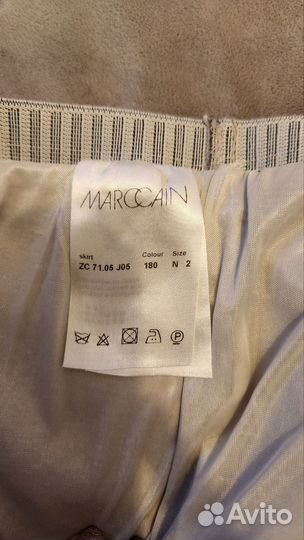 MARCCAIN
skirt Colour Size
ZC 71.05 J05 180 N 2
P
Avito